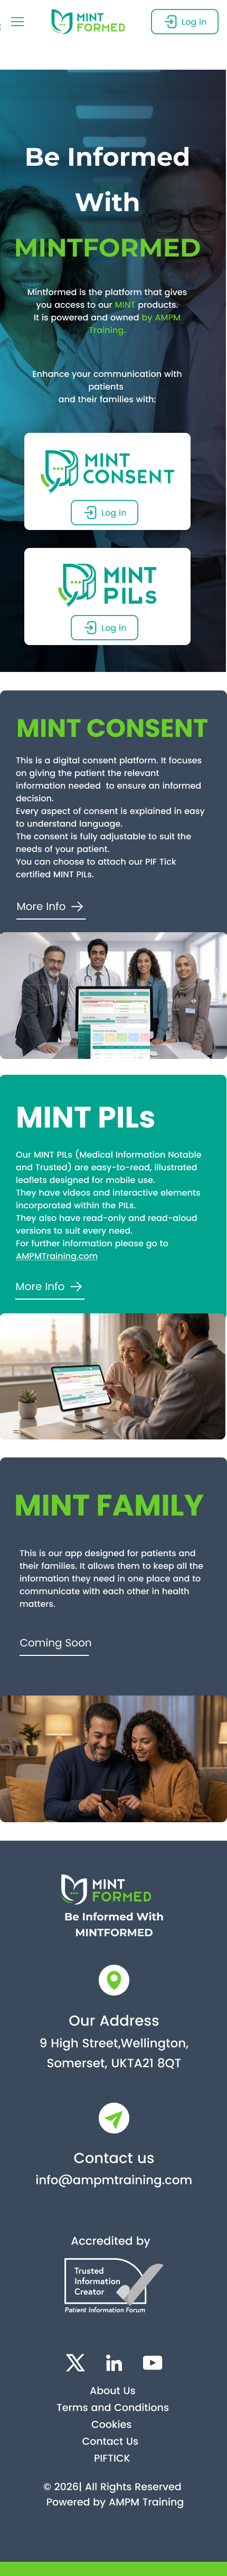 MINT
FORMED
Log in
Be Informed
With
MINTFORMED
Mintformed is the platform that gives
you access to our MINT products.
It is powered and owned by AMPM
Training.
Enhance your communication with
patients
and their families with:
MINT
CONSENT
Log in
MINT
PILs
Log in
MINT CONSENT
This is a digital consent platform. It focuses
on giving the patient the relevant
information needed to ensure an informed
decision.
Every aspect of consent is explained in easy
to understand language.
The consent is fully adjustable to suit the
needs of your patient.
You can choose to attach our PIF Tick
certified MINT PILs.
More Info
MINT PILs
Our MINT PILs (Medical Information Notable
and Trusted) are easy-to-read, illustrated
leaflets designed for mobile use.
They have videos and interactive elements
incorporated within the PILs.
They also have read-only and read-aloud
versions to suit every need.
For further information please go to
AMPMTraining.com
More Info
MINT FAMILY
This is our app designed for patients and
their families. It allows them to keep all the
information they need in one place and to
communicate with each other in health
matters.
Coming Soon
MINT
FORMED
Be Informed With
MINTFORMED
Our Address
9 High Street,Wellington,
Somerset, UKTA21 8QT
Contact us
info@ampmtraining.com
Accredited by
Trusted
Information
Creator
Patient Information Forum
About Us
Terms and Conditions
Cookies
Contact Us
PIFTICK
© 2026| All Rights Reserved
Powered by AMPM Training